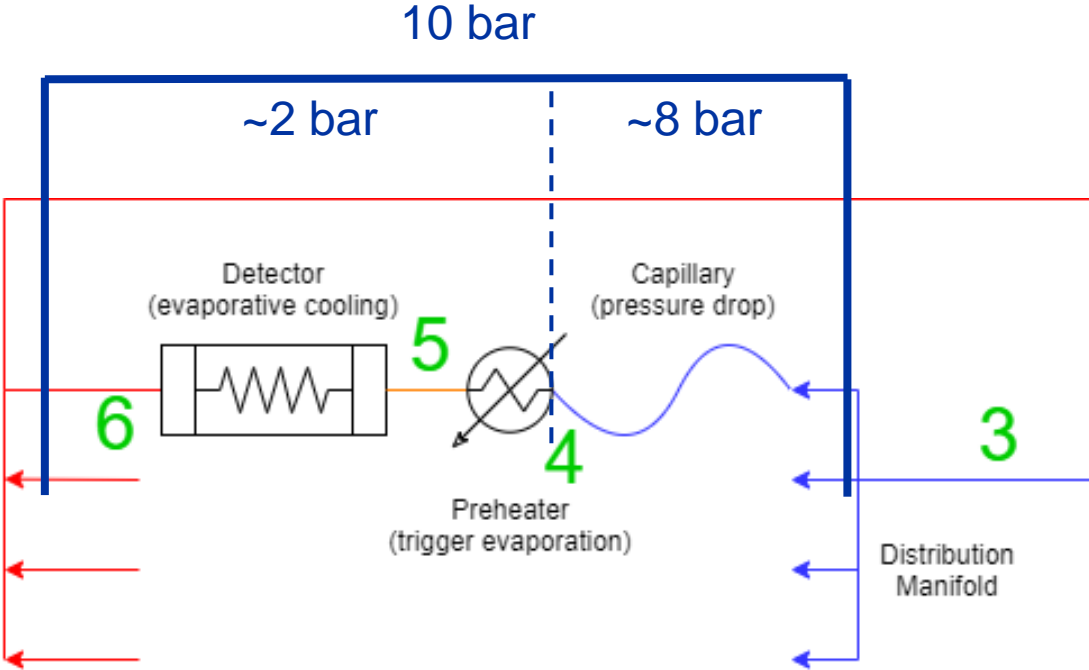 10 bar
~2 bar
~8 bar
Detector
(evaporative cooling)
Capillary
(pressure drop)
5
6
4
3
Preheater
(trigger evaporation)
Distribution
Manifold